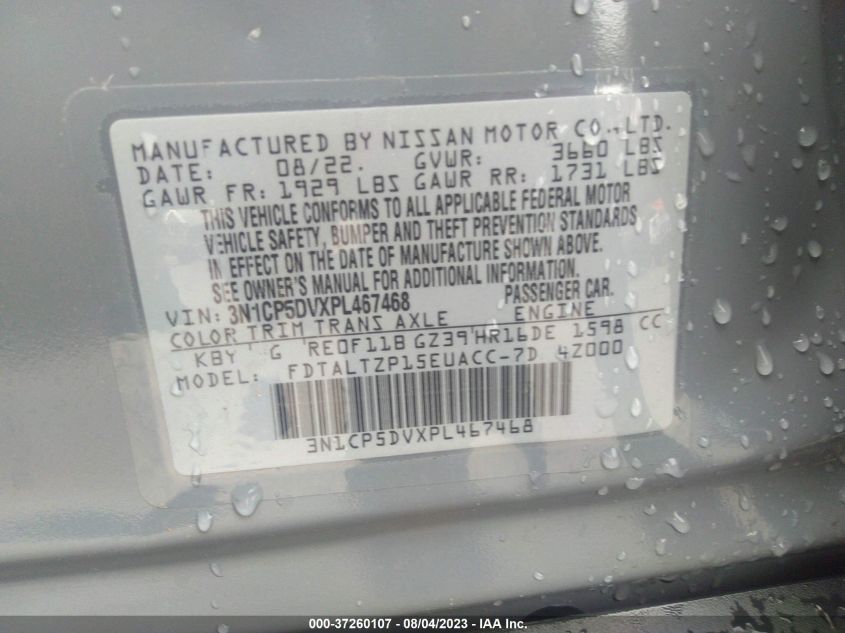 MANUFACTURED BY NISSAN MOTOR CO., LTD.
DATE: 08/22. GVWR: 3660 LBS
GAWR FR: 1929 LBS GAWR RR: 1731 LBS
THIS VEHICLE CONFORMS TO ALL APPLICABLE FEDERAL MOTOR
VEHICLE SAFETY, BUMPER AND THEFT PREVENTION STANDARDS
IN EFFECT ON THE DATE OF MANUFACTURE SHOWN ABOVE.
SEE OWNER'S MANUAL FOR ADDITIONAL INFORMATION.
VIN: 3N1CP5DVXPL467468 PASSENGER CAR.
COLOR TRIM TRANS AXLE ENGINE
KBY G RE0F11B GZ39 HR16DE 1598 CC
MODEL: FDTALTZP15EUACC-7D 4Z000
3N1CP5DVXPL467468
000-37260107 - 08/04/2023 - IAA Inc.